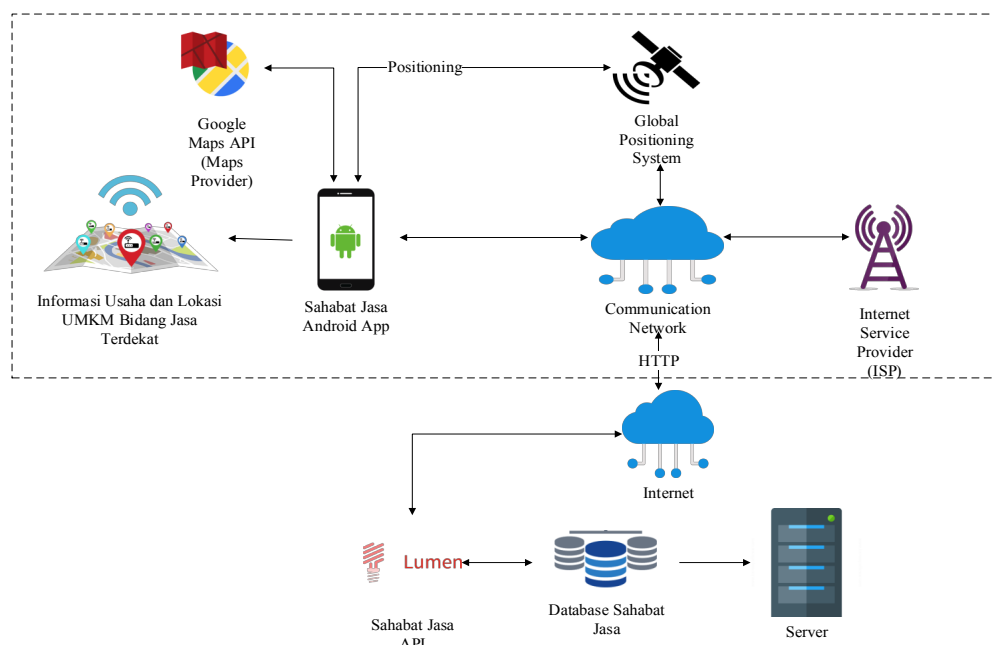 Positioning
Google
Maps API
(Maps
Provider)
Global
Positioning
System
Informasi Usaha dan Lokasi
UMKM Bidang Jasa
Terdekat
Sahabat Jasa
Android App
Communication
Network
Internet
Service
Provider
(ISP)
HTTP
Internet
Lumen
Sahabat Jasa
API
Database Sahabat
Jasa
Server